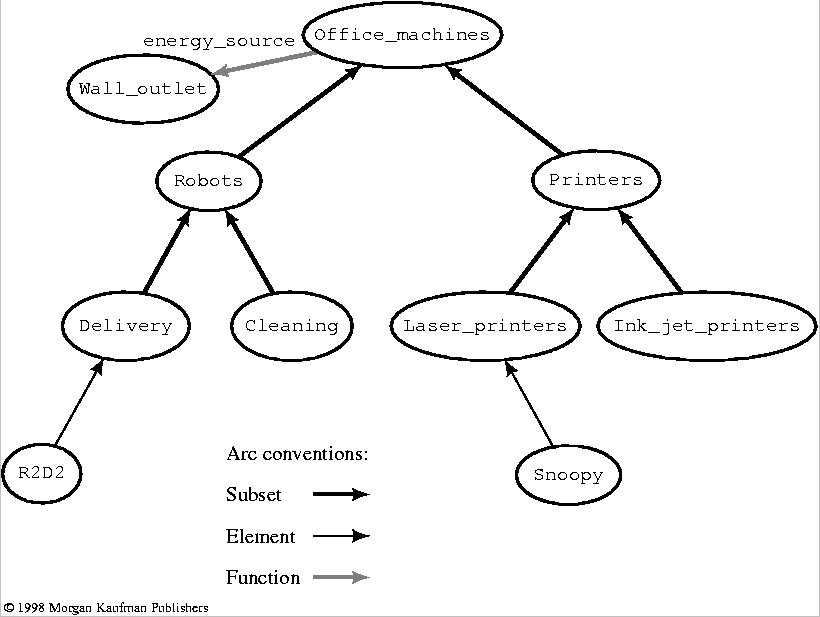 Office_machines
energy_source
Wall_outlet
Robots
Printers
Delivery
Cleaning
Laser_printers
Ink_jet_printers
R2D2
Snoopy
Arc conventions:
Subset
Element
Function
© 1998 Morgan Kaufman Publishers